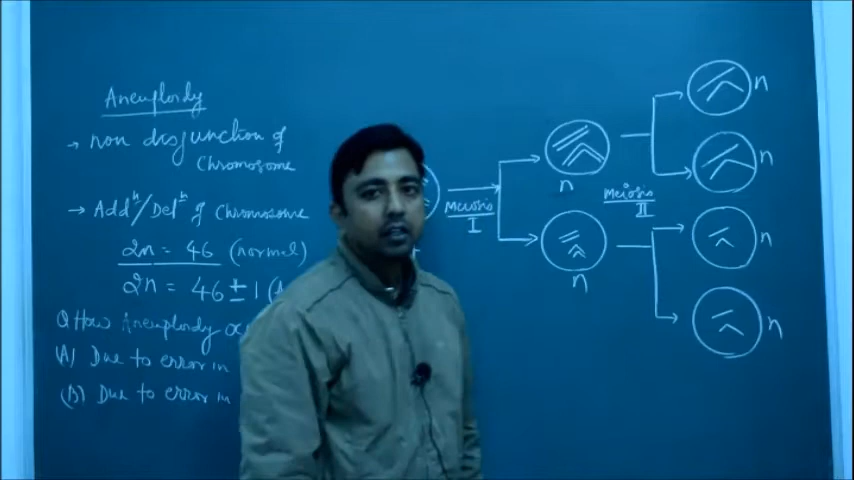 Aneuploidy
→ non disjunction of
Chromosome
→ Addⁿ/Delⁿ of Chromosome
2n = 46 (normal)
2n = 46 ± 1 (
Q How Aneuploidy
(A) Due to error in
(B) Due to error in
Meiosis
I
n
n
Meiosis
II
n
n
n
n